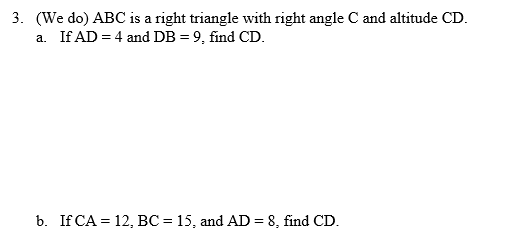 3. (We do) ABC is a right triangle with right angle C and altitude CD.
a. If AD = 4 and DB = 9, find CD.
b. If CA = 12, BC = 15, and AD = 8, find CD.